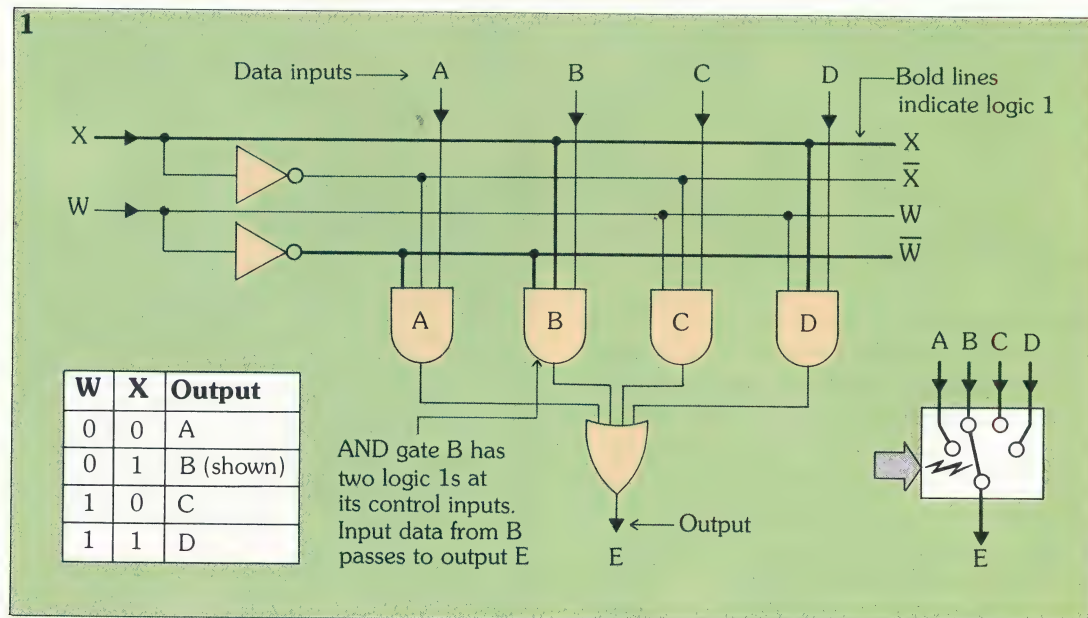 1
Data inputs A B C D
Bold lines
indicate logic 1
X X
X̅
W W
W̅
A B C D
A B C D
W X Output
0 0 A
0 1 B (shown)
1 0 C
1 1 D
AND gate B has
two logic 1s at
its control inputs.
Input data from B
passes to output E
Output
E
E